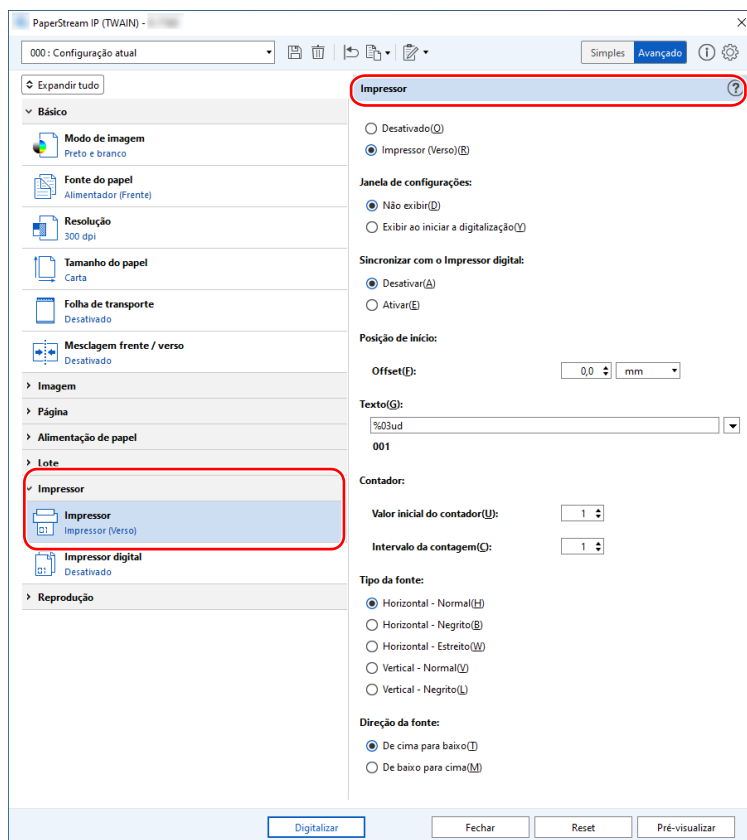 PaperStream IP (TWAIN) -
000 : Configuração atual
Simples
Avançado
Expandir tudo
Básico
Modo de imagem
Preto e branco
Fonte do papel
Alimentador (Frente)
Resolução
300 dpi
Tamanho do papel
Carta
Folha de transporte
Desativado
Mesclagem frente / verso
Desativado
Imagem
Página
Alimentação de papel
Lote
Impressor
Impressor
Impressor (Verso)
Impressor digital
Desativado
Reprodução
Impressor
Desativado(O)
Impressor (Verso)(R)
Janela de configurações:
Não exibir(D)
Exibir ao iniciar a digitalização(Y)
Sincronizar com o Impressor digital:
Desativar(A)
Ativar(E)
Posição de início:
Offset(F): 0,0 mm
Texto(G):
%03ud
001
Contador:
Valor inicial do contador(U): 1
Intervalo da contagem(C): 1
Tipo da fonte:
Horizontal - Normal(H)
Horizontal - Negrito(B)
Horizontal - Estreito(W)
Vertical - Normal(V)
Vertical - Negrito(L)
Direção da fonte:
De cima para baixo(T)
De baixo para cima(M)
Digitalizar
Fechar
Reset
Pré-visualizar